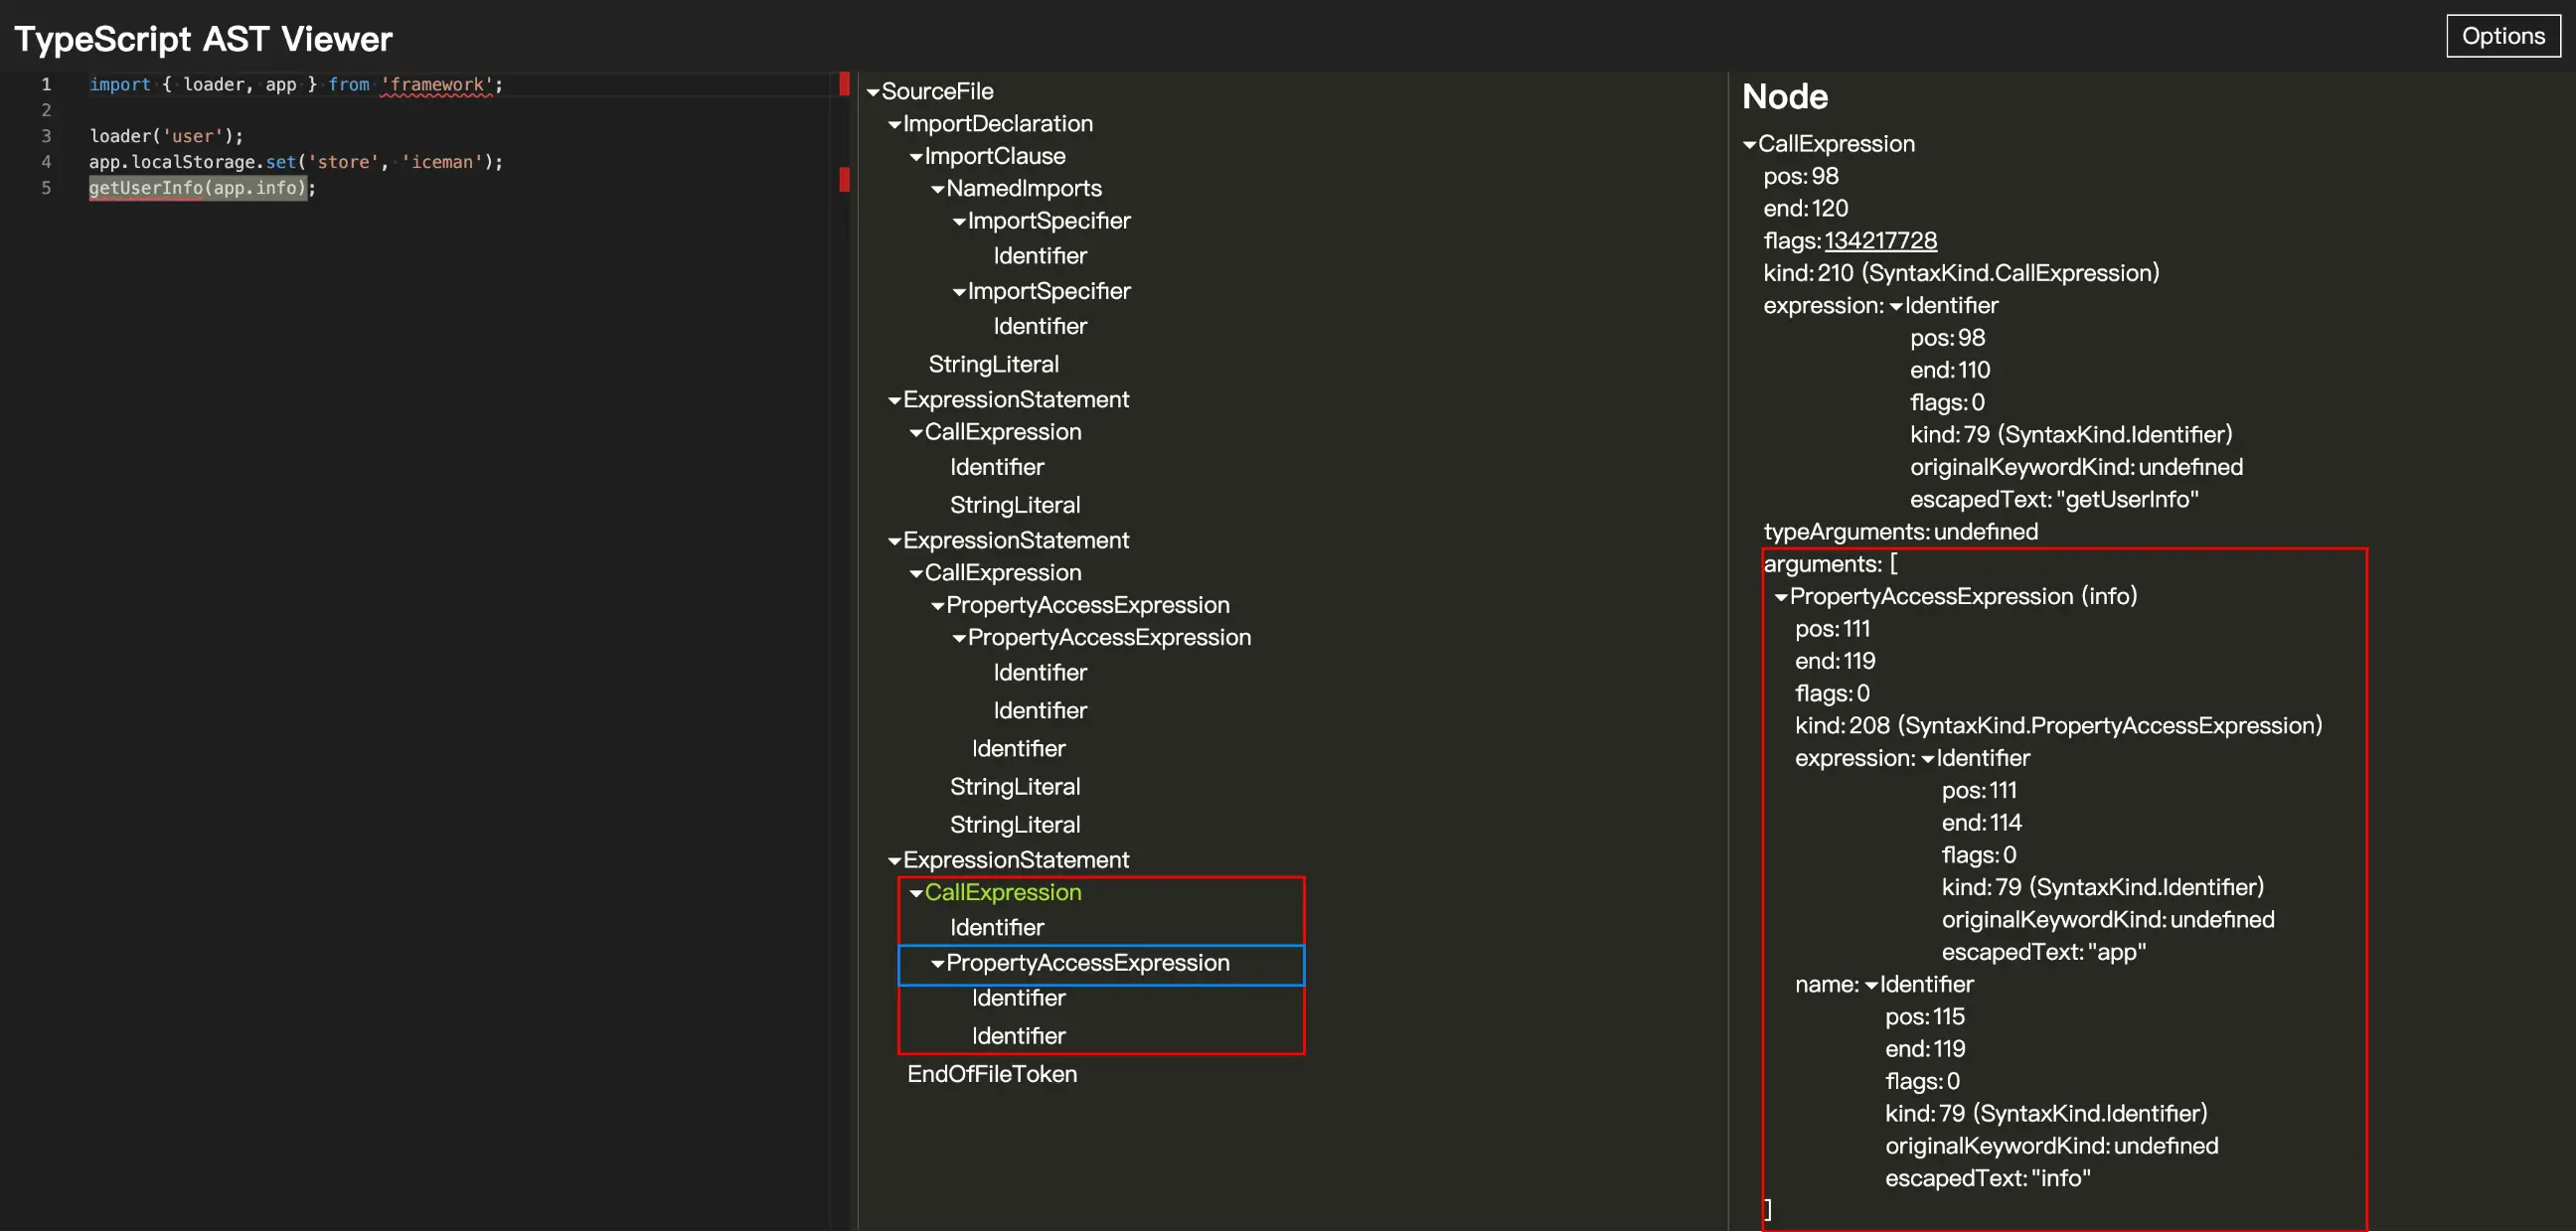 TypeScript AST Viewer
Options
1 import { loader, app } from 'framework';
2
3 loader('user');
4 app.localStorage.set('store', 'iceman');
5 getUserInfo(app.info);
SourceFile
ImportDeclaration
ImportClause
NamedImports
ImportSpecifier
Identifier
ImportSpecifier
Identifier
StringLiteral
ExpressionStatement
CallExpression
Identifier
StringLiteral
ExpressionStatement
CallExpression
PropertyAccessExpression
PropertyAccessExpression
Identifier
Identifier
Identifier
StringLiteral
StringLiteral
ExpressionStatement
CallExpression
Identifier
PropertyAccessExpression
Identifier
Identifier
EndOfFileToken
Node
CallExpression
pos: 98
end: 120
flags: 134217728
kind: 210 (SyntaxKind.CallExpression)
expression: Identifier
pos: 98
end: 110
flags: 0
kind: 79 (SyntaxKind.Identifier)
originalKeywordKind: undefined
escapedText: "getUserInfo"
typeArguments: undefined
arguments: [
PropertyAccessExpression (info)
pos: 111
end: 119
flags: 0
kind: 208 (SyntaxKind.PropertyAccessExpression)
expression: Identifier
pos: 111
end: 114
flags: 0
kind: 79 (SyntaxKind.Identifier)
originalKeywordKind: undefined
escapedText: "app"
name: Identifier
pos: 115
end: 119
flags: 0
kind: 79 (SyntaxKind.Identifier)
originalKeywordKind: undefined
escapedText: "info"
]